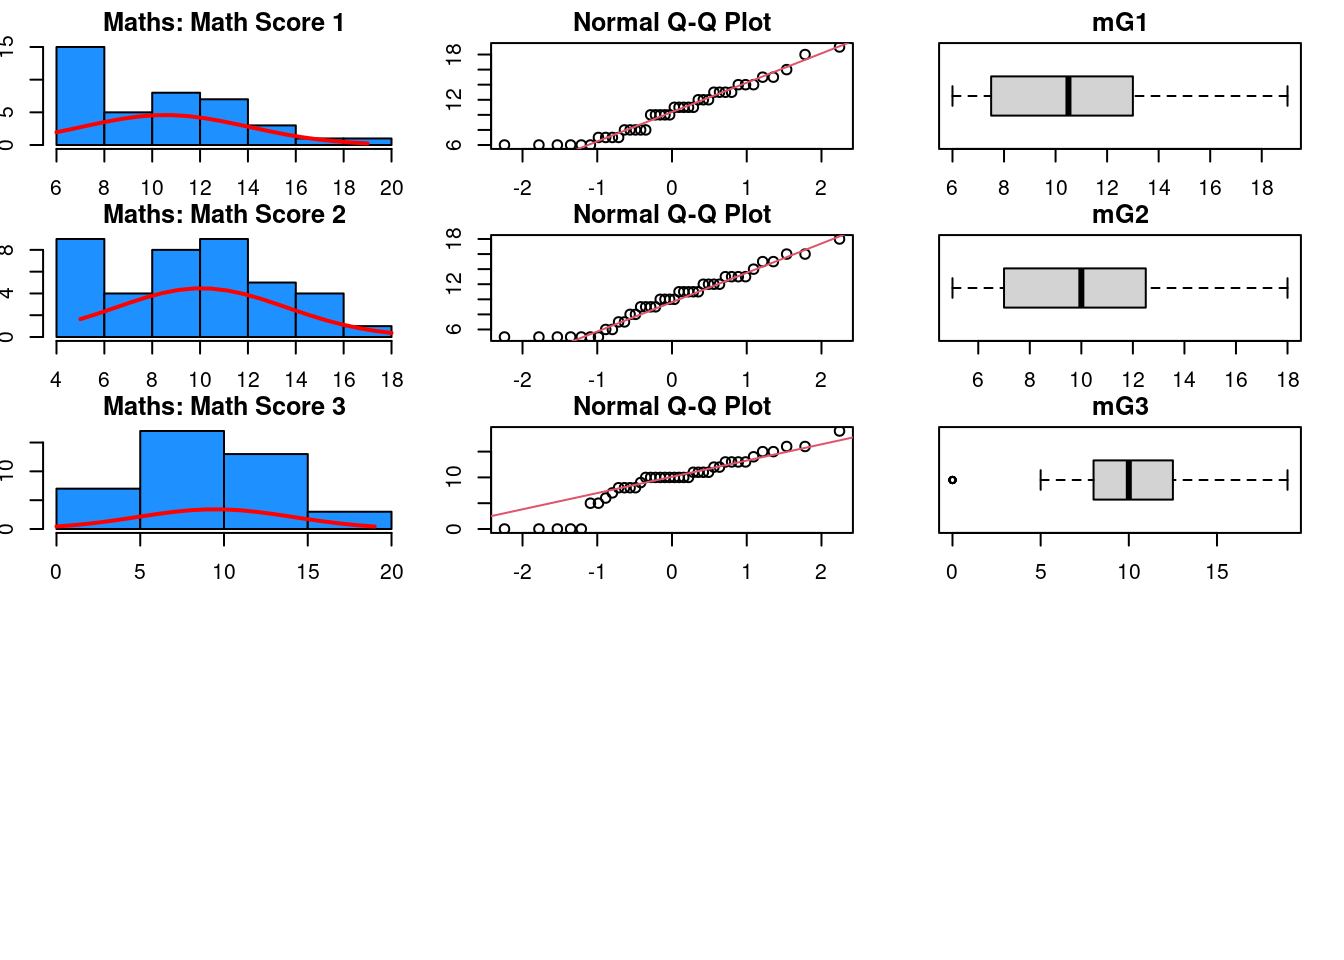 Maths: Math Score 1
0 5 15
6 8 10 12 14 16 18 20
Normal Q-Q Plot
6 12 18
-2 -1 0 1 2
mG1
6 8 10 12 14 16 18
Maths: Math Score 2
0 4 8
4 6 8 10 12 14 16 18
Normal Q-Q Plot
6 12 18
-2 -1 0 1 2
mG2
6 8 10 12 14 16 18
Maths: Math Score 3
0 10
0 5 10 15 20
Normal Q-Q Plot
0 10
-2 -1 0 1 2
mG3
0 5 10 15